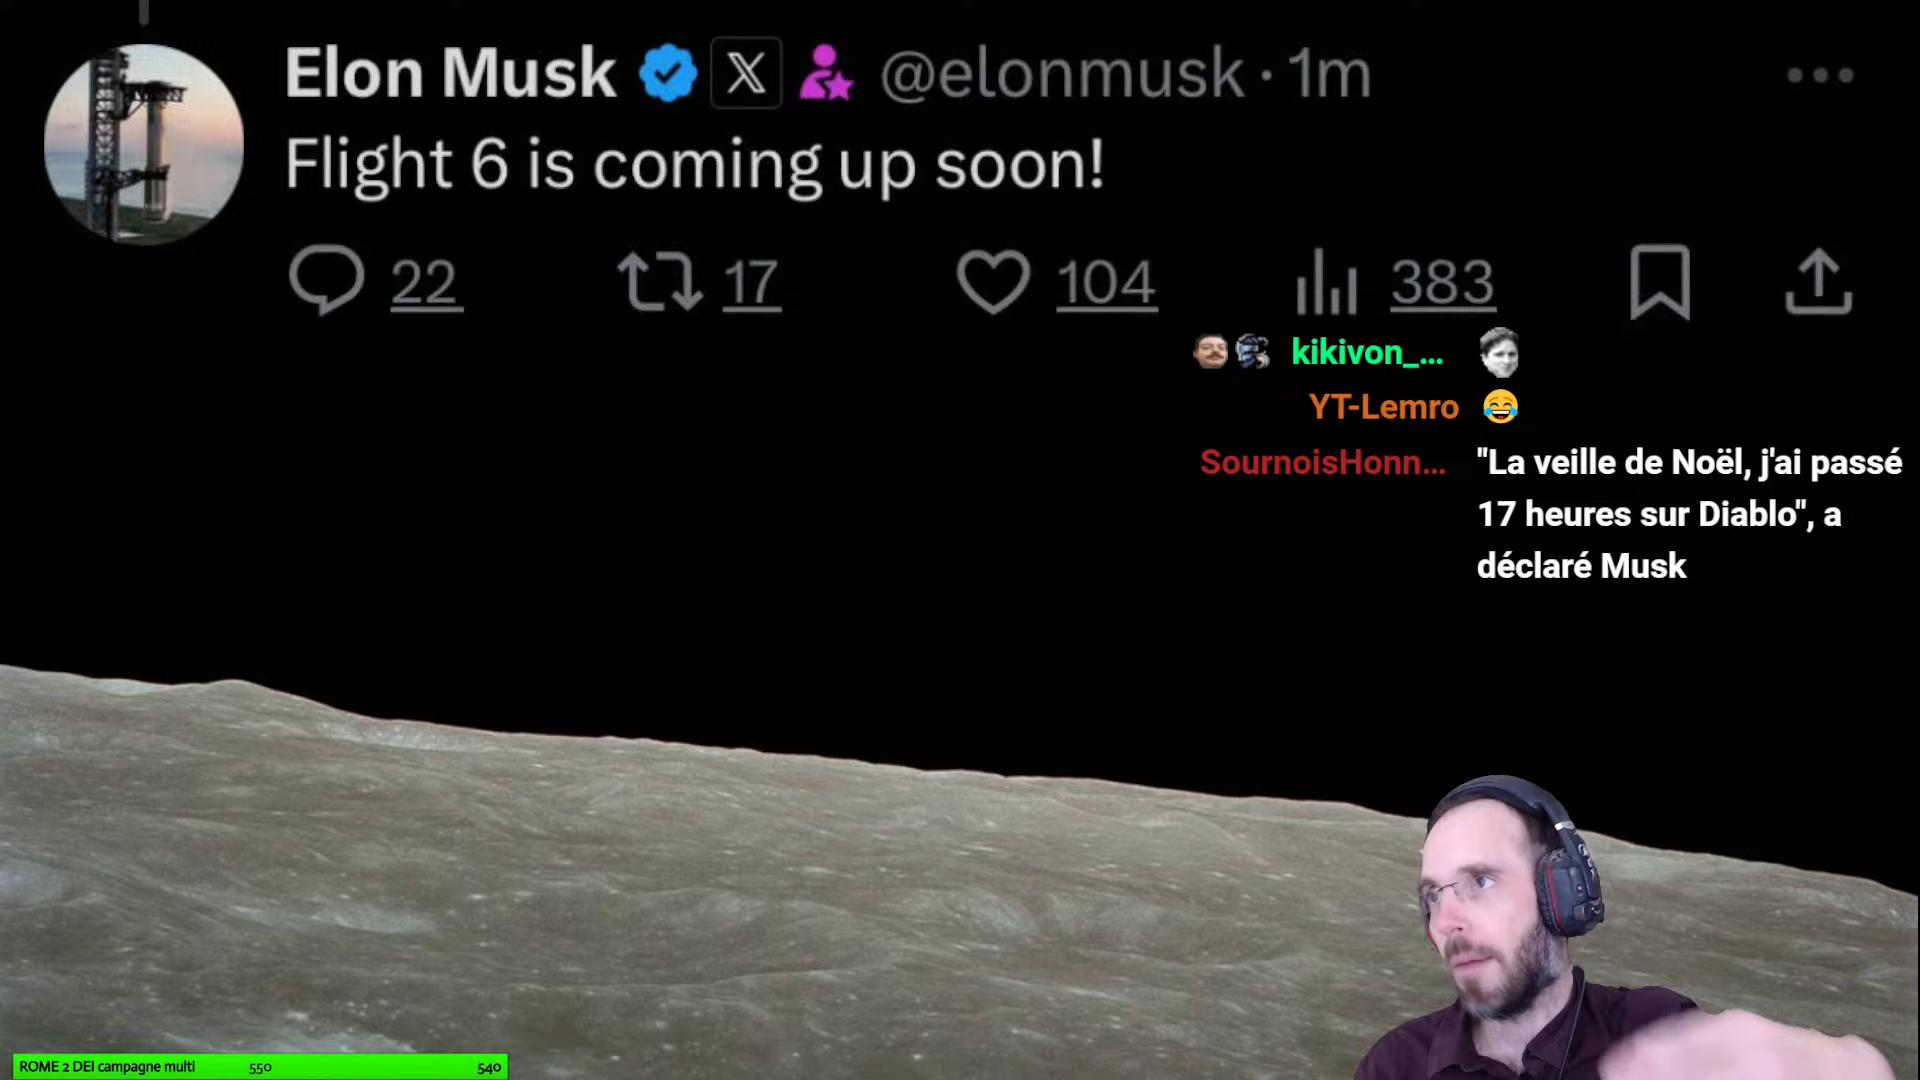 Elon Musk @elonmusk · 1m
Flight 6 is coming up soon!
22 17 104 383
kikivon_...
YT-Lemro 😂
SournoisHonn... "La veille de Noël, j'ai passé
17 heures sur Diablo", a
déclaré Musk
ROME 2 DEI campagne multi 550 540